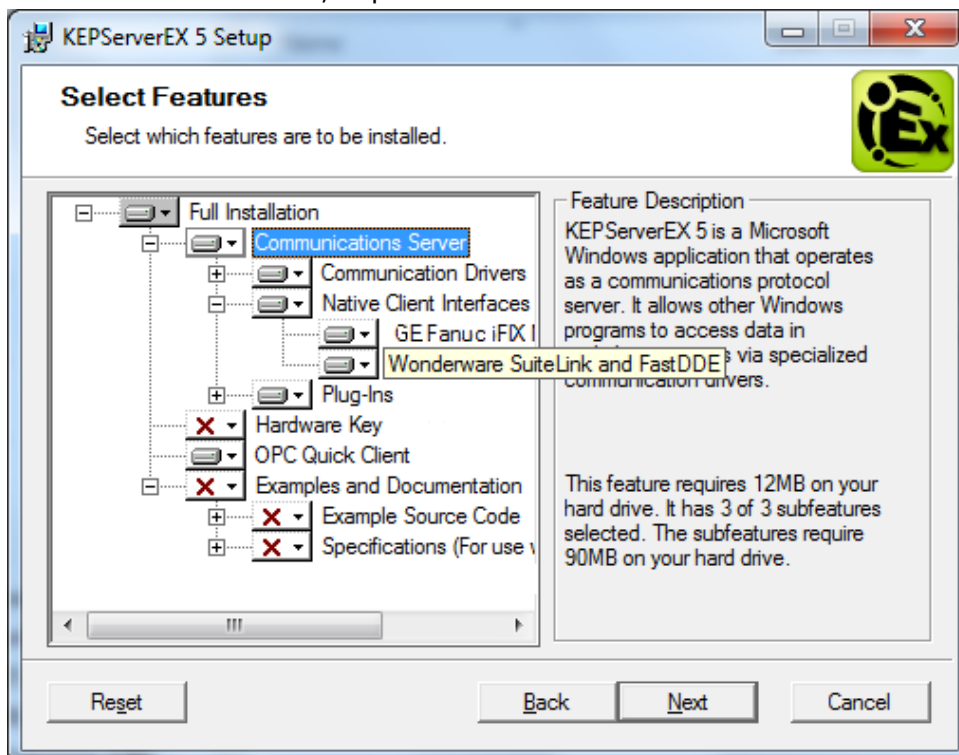 KEPServerEX 5 Setup
Select Features
Select which features are to be installed.
Ex
Full Installation
Communications Server
Communication Drivers
Native Client Interfaces
GE Fanuc iFIX
Wonderware SuiteLink and FastDDE
Plug-Ins
Hardware Key
OPC Quick Client
Examples and Documentation
Example Source Code
Specifications (For use
Feature Description
KEPServerEX 5 is a Microsoft
Windows application that operates
as a communications protocol
server. It allows other Windows
programs to access data in
via specialized
communication drivers.
This feature requires 12MB on your
hard drive. It has 3 of 3 subfeatures
selected. The subfeatures require
90MB on your hard drive.
Reset
Back
Next
Cancel